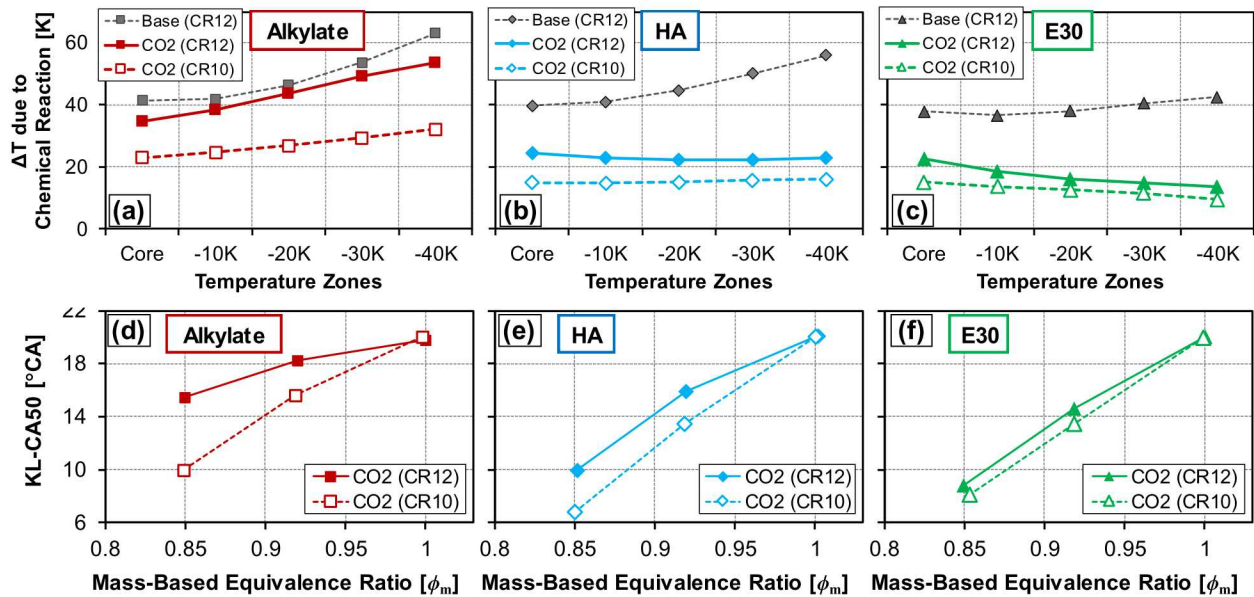 ΔT due to
Chemical Reaction [K]
60
40
20
0
Base (CR12)
CO2 (CR12)
CO2 (CR10)
Alkylate
(a)
Core -10K -20K -30K -40K
Temperature Zones
Base (CR12)
CO2 (CR12)
CO2 (CR10)
HA
(b)
Core -10K -20K -30K -40K
Temperature Zones
Base (CR12)
CO2 (CR12)
CO2 (CR10)
E30
(c)
Core -10K -20K -30K -40K
Temperature Zones
KL-CA50 [°CA]
22
18
14
10
6
(d)
Alkylate
CO2 (CR12)
CO2 (CR10)
0.8 0.85 0.9 0.95 1
Mass-Based Equivalence Ratio [ϕm]
(e)
HA
CO2 (CR12)
CO2 (CR10)
0.8 0.85 0.9 0.95 1
Mass-Based Equivalence Ratio [ϕm]
(f)
E30
CO2 (CR12)
CO2 (CR10)
0.8 0.85 0.9 0.95 1
Mass-Based Equivalence Ratio [ϕm]